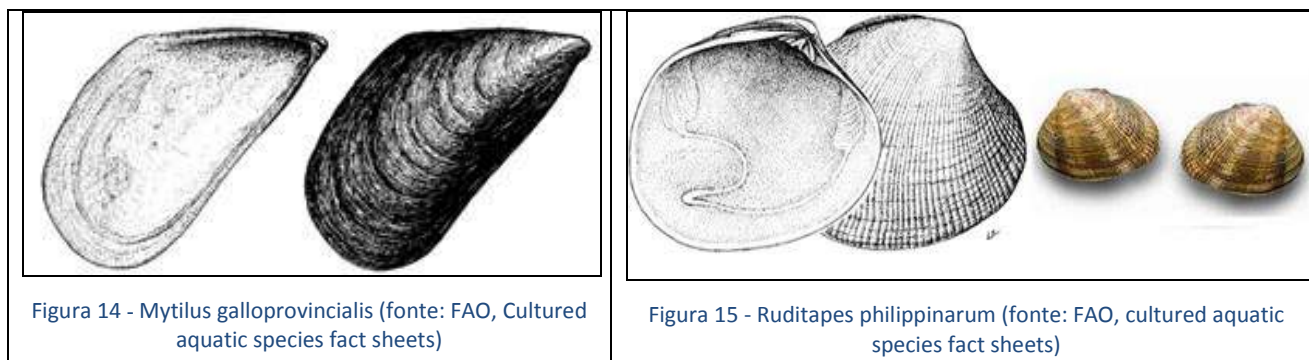 Figura 14 - Mytilus galloprovincialis (fonte: FAO, Cultured
aquatic species fact sheets)
Figura 15 - Ruditapes philippinarum (fonte: FAO, cultured aquatic
species fact sheets)